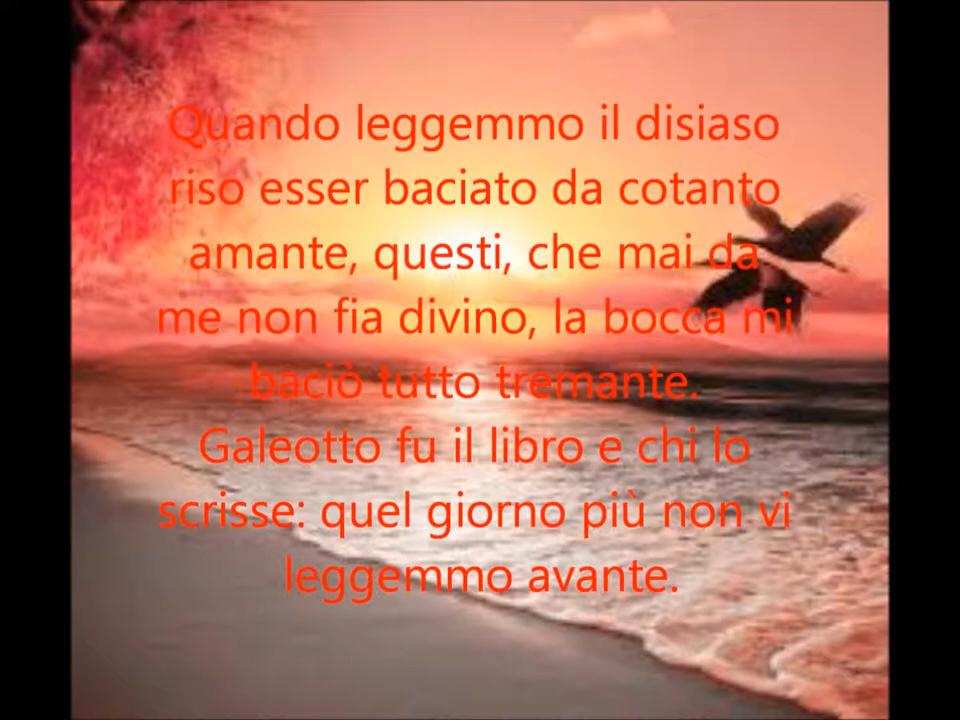 Quando leggemmo il disiaso
riso esser baciato da cotanto
amante, questi, che mai da
me non fia divino, la bocca mi
baciò tutto tremante.
Galeotto fu il libro e chi lo
scrisse: quel giorno più non vi
leggemmo avante.